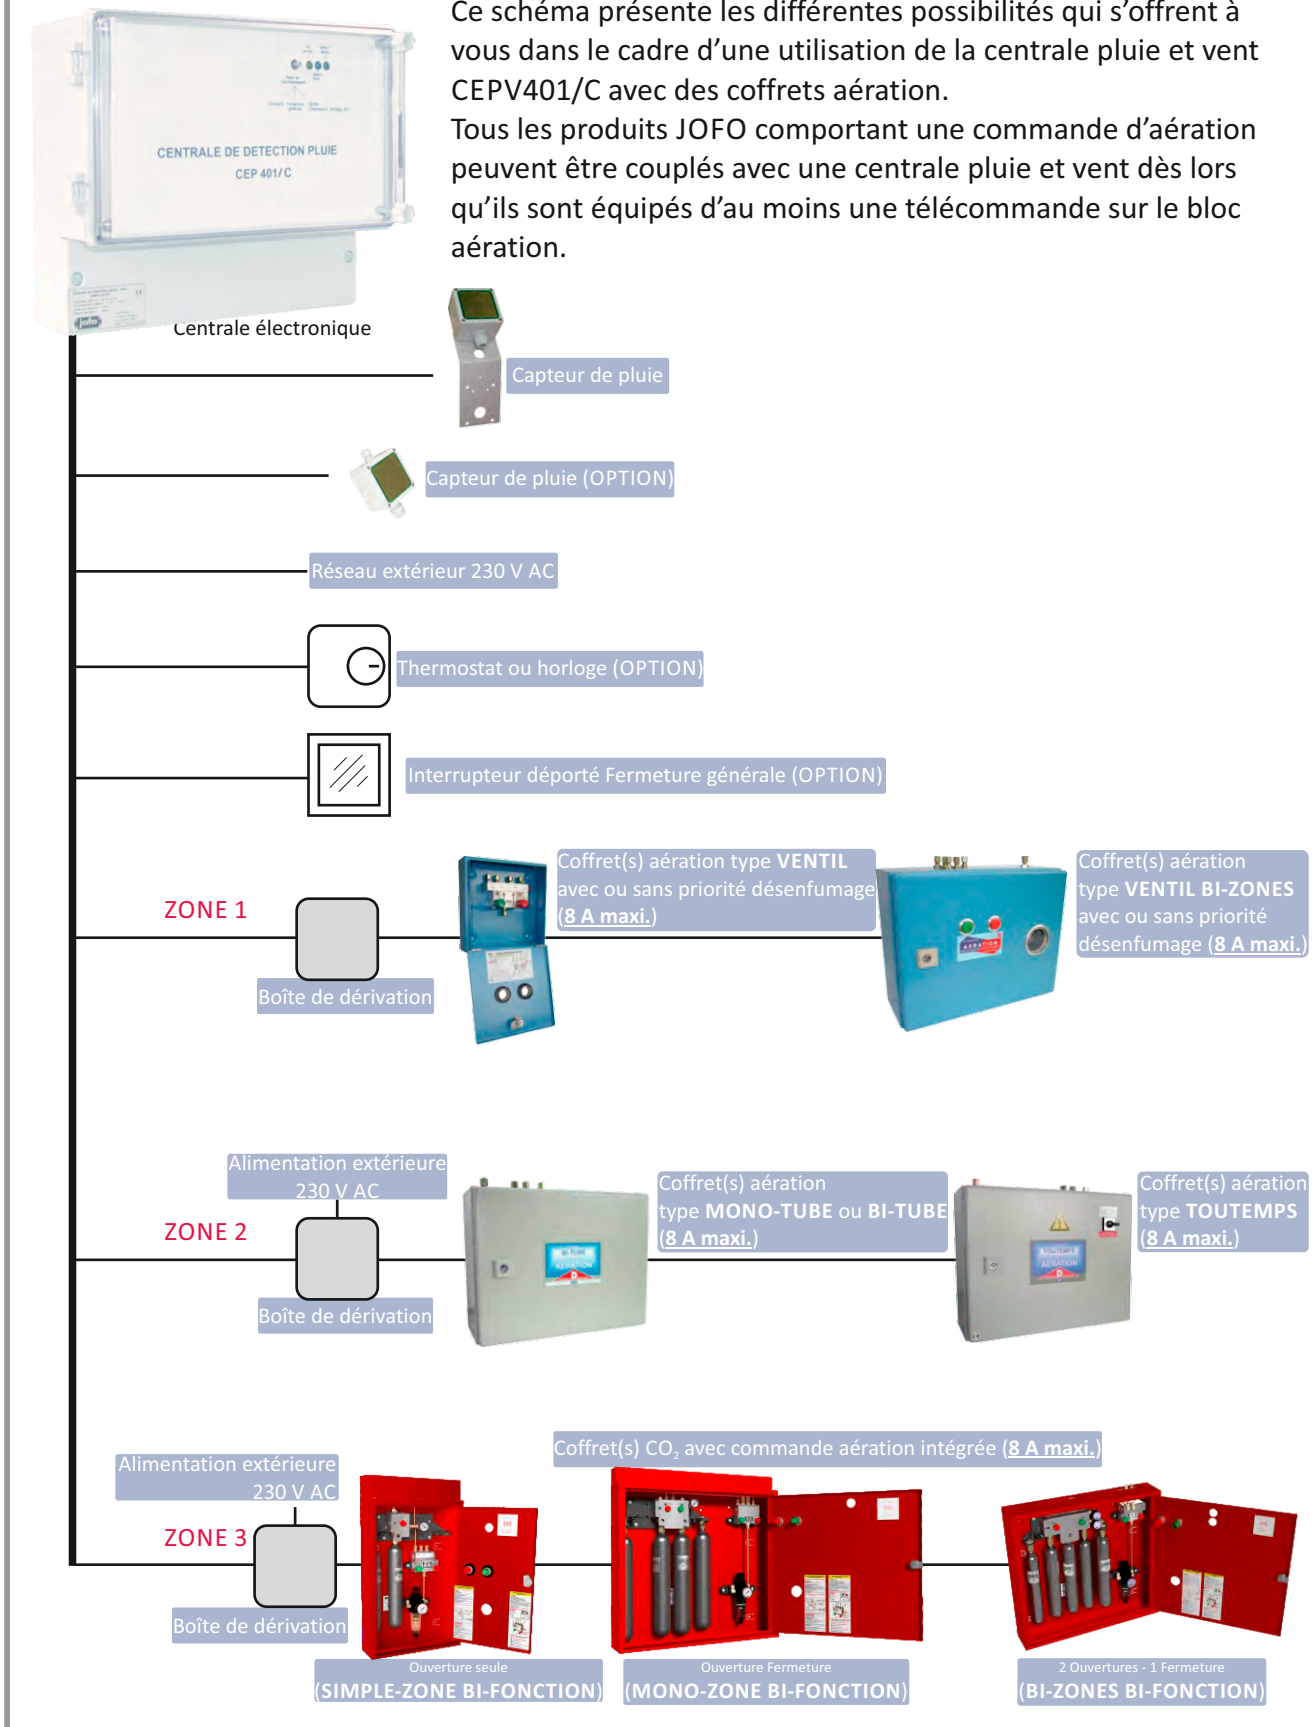 Ce schéma présente les différentes possibilités qui s’offrent à
vous dans le cadre d’une utilisation de la centrale pluie et vent
CEPV401/C avec des coffrets aération.
Tous les produits JOFO comportant une commande d’aération
peuvent être couplés avec une centrale pluie et vent dès lors
qu’ils sont équipés d’au moins une télécommande sur le bloc
aération.
CENTRALE DE DETECTION PLUIE
CEP 401/C
jofo
Centrale électronique
Capteur de pluie
Capteur de pluie (OPTION)
Réseau extérieur 230 V AC
Thermostat ou horloge (OPTION)
Interrupteur déporté Fermeture générale (OPTION)
ZONE 1
Boîte de dérivation
Coffret(s) aération type VENTIL
avec ou sans priorité désenfumage
(8 A maxi.)
AERATION
Coffret(s) aération
type VENTIL BI-ZONES
avec ou sans priorité
désenfumage (8 A maxi.)
Alimentation extérieure
230 V AC
ZONE 2
Boîte de dérivation
BI-TUBE
AERATION
Coffret(s) aération
type MONO-TUBE ou BI-TUBE
(8 A maxi.)
TOUTEMPS
AERATION
Coffret(s) aération
type TOUTEMPS
(8 A maxi.)
Coffret(s) CO₂ avec commande aération intégrée (8 A maxi.)
Alimentation extérieure
230 V AC
ZONE 3
Boîte de dérivation
Ouverture seule
(SIMPLE-ZONE BI-FONCTION)
Ouverture Fermeture
(MONO-ZONE BI-FONCTION)
2 Ouvertures - 1 Fermeture
(BI-ZONES BI-FONCTION)